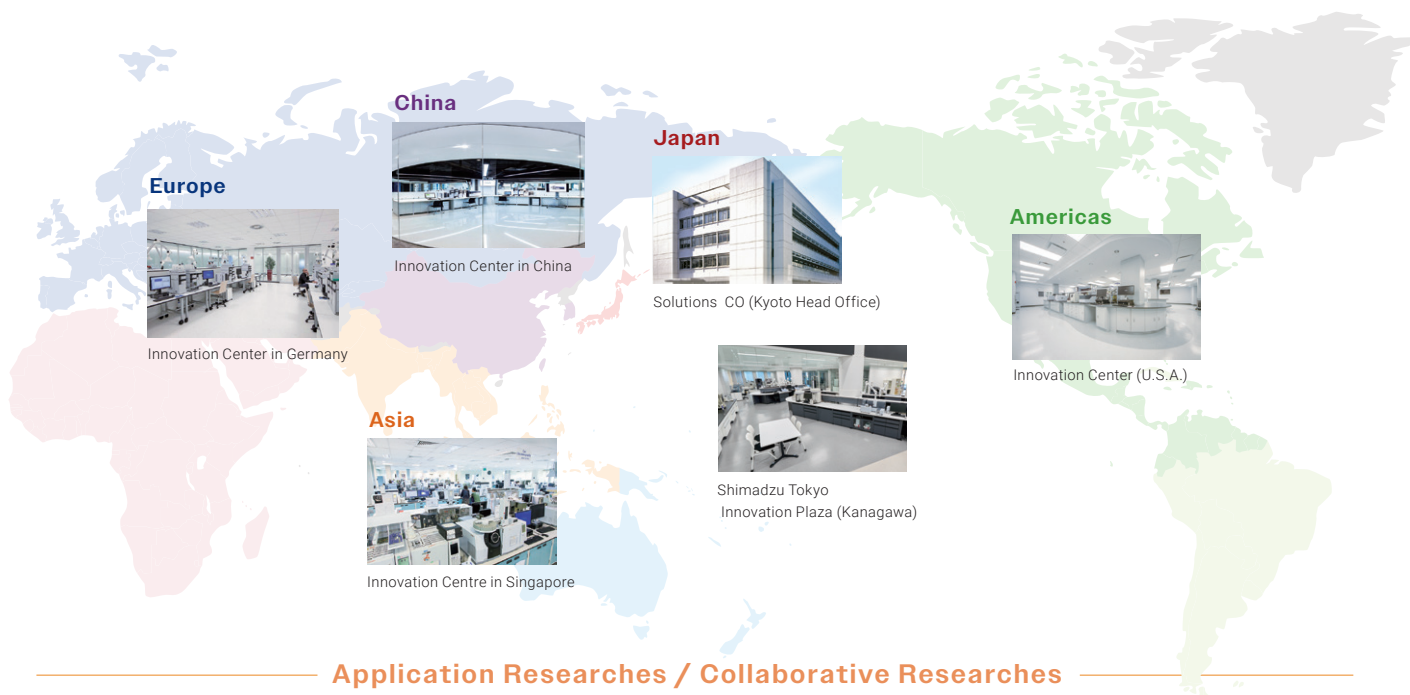 China
Japan
Europe
Americas
Innovation Center in China
Solutions CO (Kyoto Head Office)
Innovation Center in Germany
Innovation Center (U.S.A.)
Asia
Shimadzu Tokyo
Innovation Plaza (Kanagawa)
Innovation Centre in Singapore
Application Researches / Collaborative Researches